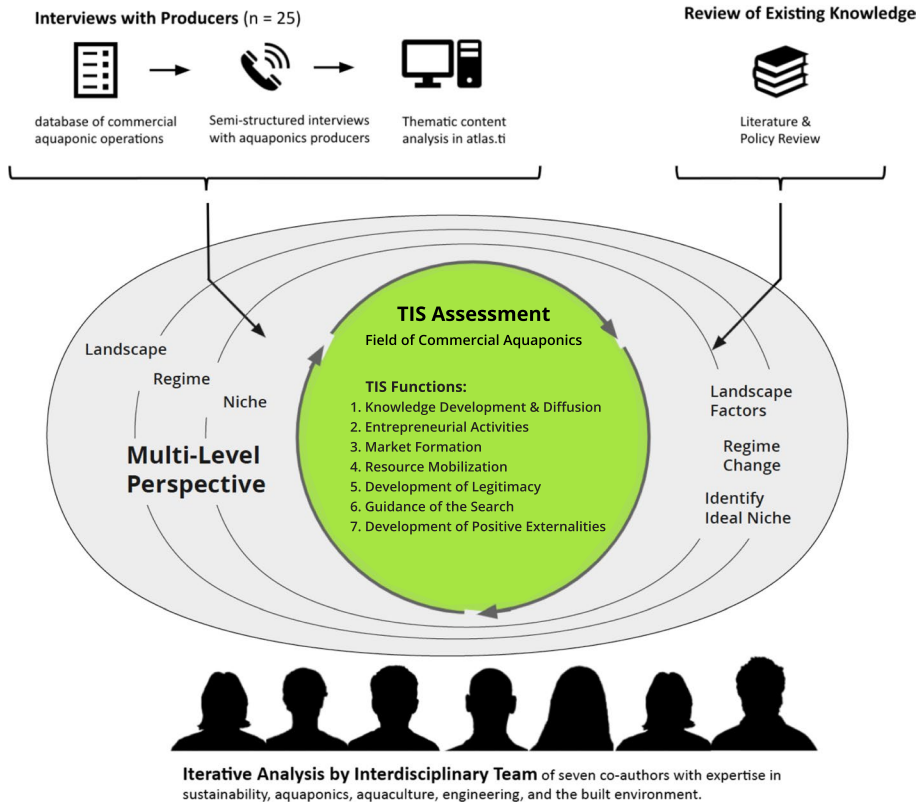 Interviews with Producers (n = 25)
Review of Existing Knowledge
database of commercial
aquaponic operations
Semi-structured interviews
with aquaponics producers
Thematic content
analysis in atlas.ti
Literature &
Policy Review
TIS Assessment
Field of Commercial Aquaponics
TIS Functions:
1. Knowledge Development & Diffusion
2. Entrepreneurial Activities
3. Market Formation
4. Resource Mobilization
5. Development of Legitimacy
6. Guidance of the Search
7. Development of Positive Externalities
Landscape
Regime
Niche
Multi-Level
Perspective
Landscape
Factors
Regime
Change
Identify
Ideal Niche
Iterative Analysis by Interdisciplinary Team of seven co-authors with expertise in
sustainability, aquaponics, aquaculture, engineering, and the built environment.